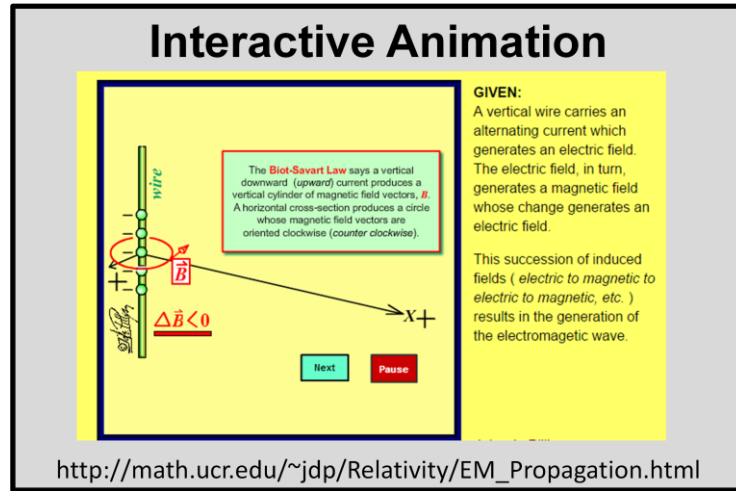 Interactive Animation
wire
The Biot-Savart Law says a vertical
downward (upward) current produces a
vertical cylinder of magnetic field vectors, B.
A horizontal cross-section produces a circle
whose magnetic field vectors are
oriented clockwise (counter clockwise).
B
+
X+
ΔB<0
Next
Pause
GIVEN:
A vertical wire carries an
alternating current which
generates an electric field.
The electric field, in turn,
generates a magnetic field
whose change generates an
electric field.
This succession of induced
fields ( electric to magnetic to
electric to magnetic, etc. )
results in the generation of
the electromagetic wave.
http://math.ucr.edu/~jdp/Relativity/EM_Propagation.html